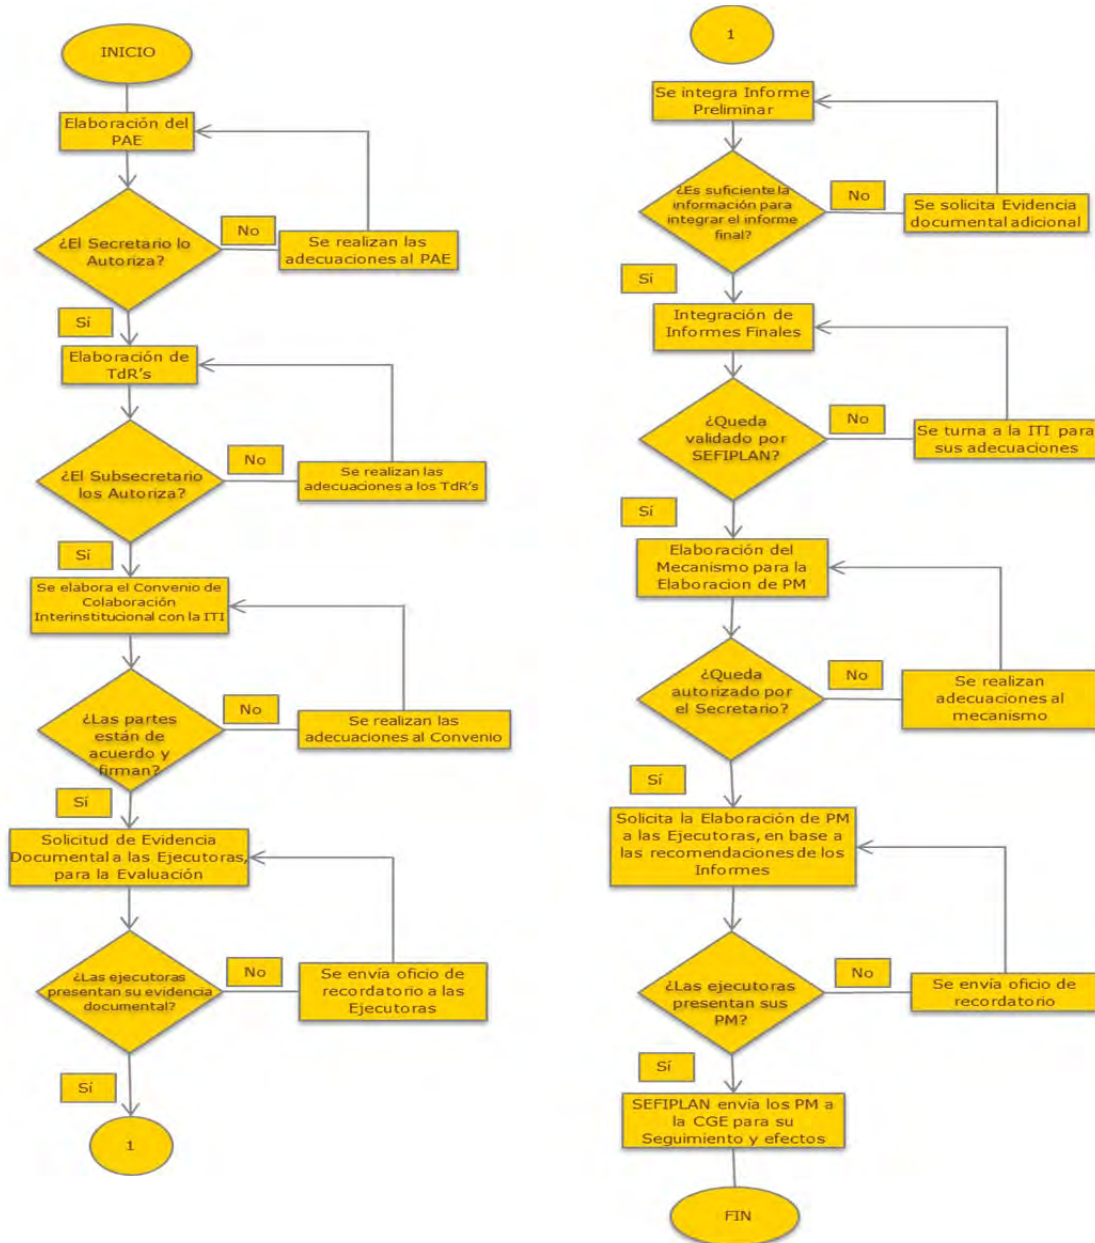 INICIO
Elaboración del
PAE
¿El Secretario lo
Autoriza?
No
Se realizan las
adecuaciones al PAE
Sí
Elaboración de
TdR's
¿El Subsecretario
los Autoriza?
No
Se realizan las
adecuaciones a los TdR's
Sí
Se elabora el Convenio de
Colaboración
Interinstitucional con la ITI
¿Las partes
están de
acuerdo y
firman?
No
Se realizan las
adecuaciones al Convenio
Sí
Solicitud de Evidencia
Documental a las Ejecutoras,
para la Evaluación
¿Las ejecutoras
presentan su evidencia
documental?
No
Se envía oficio de
recordatorio a las
Ejecutoras
Sí
1
1
Se integra Informe
Preliminar
¿Es suficiente la
información para
integrar el informe
final?
No
Se solicita Evidencia
documental adicional
Sí
Integración de
Informes Finales
¿Queda
validado por
SEFIPLAN?
No
Se turna a la ITI para
sus adecuaciones
Sí
Elaboración del
Mecanismo para la
Elaboracion de PM
¿Queda
autorizado por
el Secretario?
No
Se realizan
adecuaciones al
mecanismo
Sí
Solicita la Elaboración de PM
a las Ejecutoras, en base a
las recomendaciones de los
Informes
¿Las ejecutoras
presentan sus
PM?
No
Se envía oficio de
recordatorio
Sí
SEFIPLAN envía los PM a
la CGE para su
Seguimiento y efectos
FIN